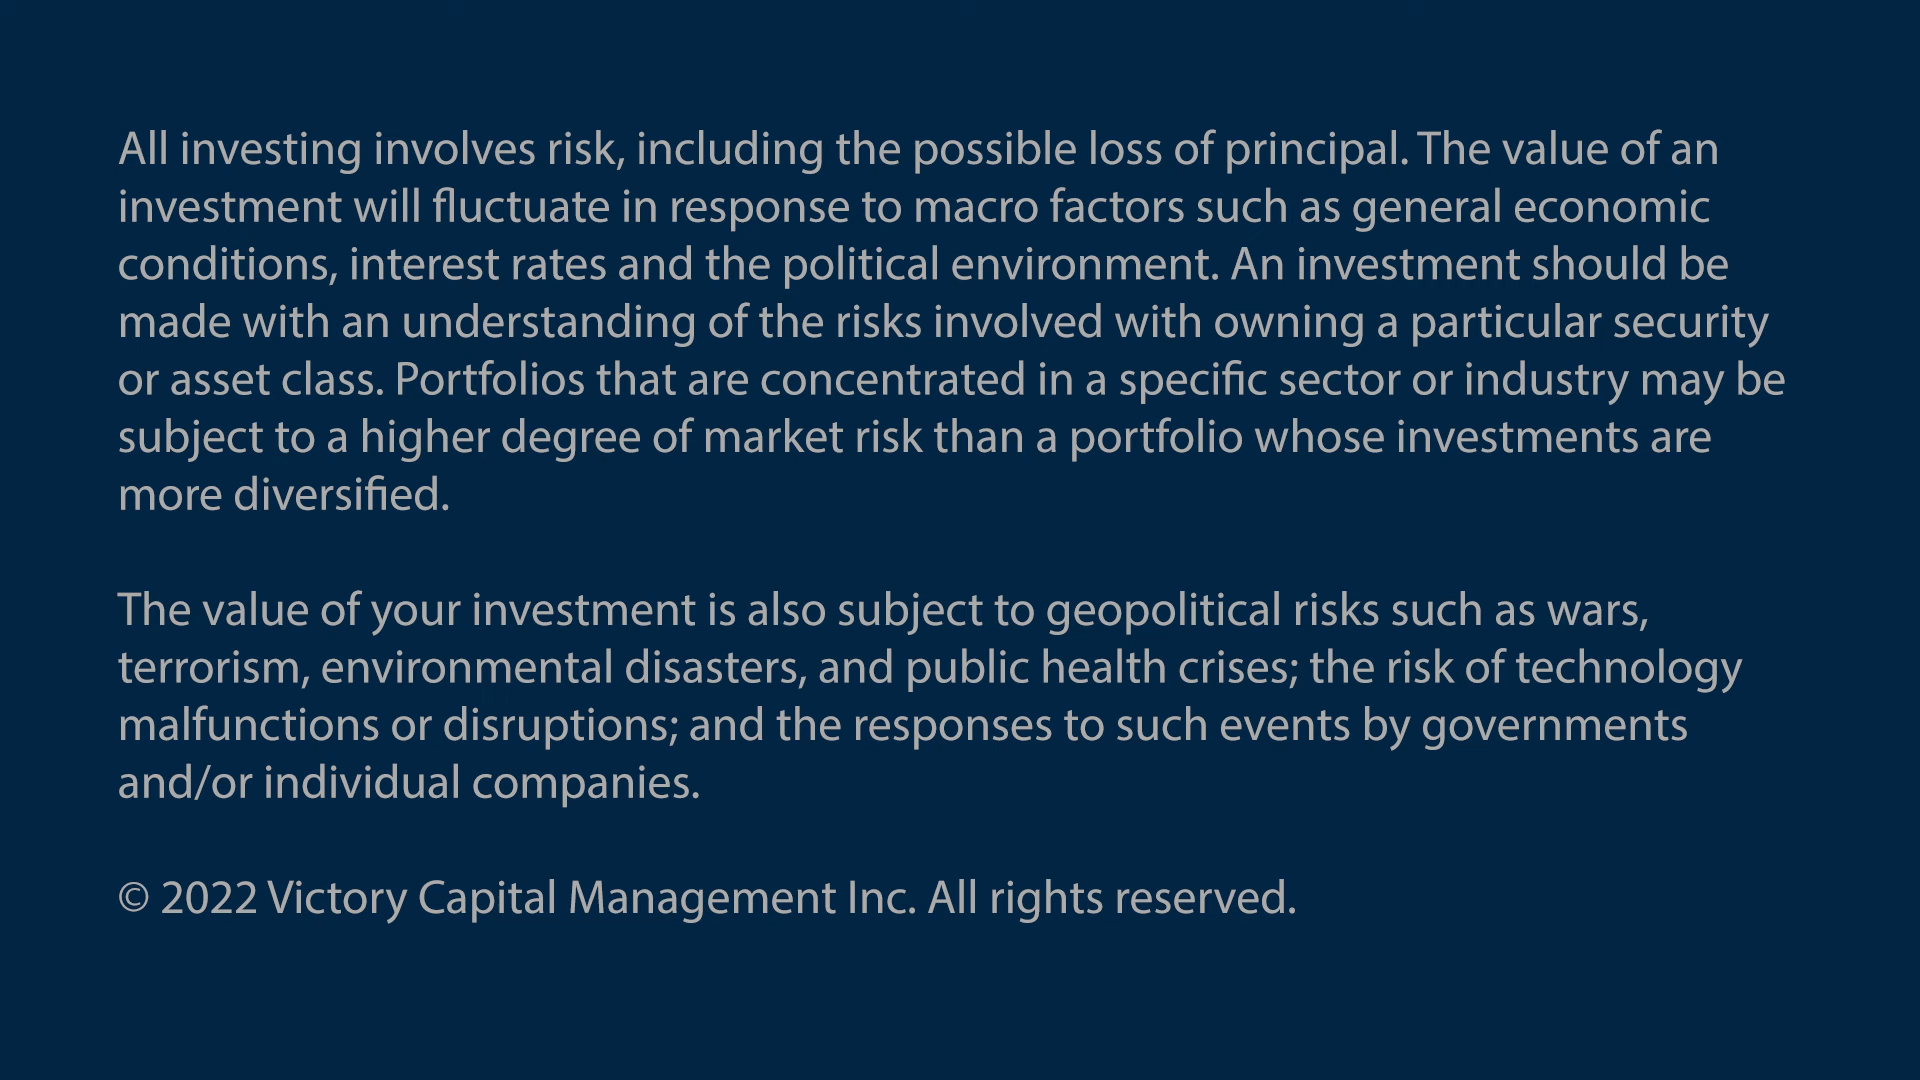 All investing involves risk, including the possible loss of principal. The value of an
investment will fluctuate in response to macro factors such as general economic
conditions, interest rates and the political environment. An investment should be
made with an understanding of the risks involved with owning a particular security
or asset class. Portfolios that are concentrated in a specific sector or industry may be
subject to a higher degree of market risk than a portfolio whose investments are
more diversified.
The value of your investment is also subject to geopolitical risks such as wars,
terrorism, environmental disasters, and public health crises; the risk of technology
malfunctions or disruptions; and the responses to such events by governments
and/or individual companies.
© 2022 Victory Capital Management Inc. All rights reserved.